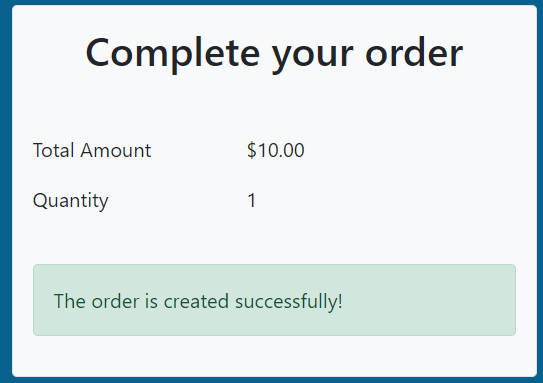 Complete your order
Total Amount $10.00
Quantity 1
The order is created successfully!